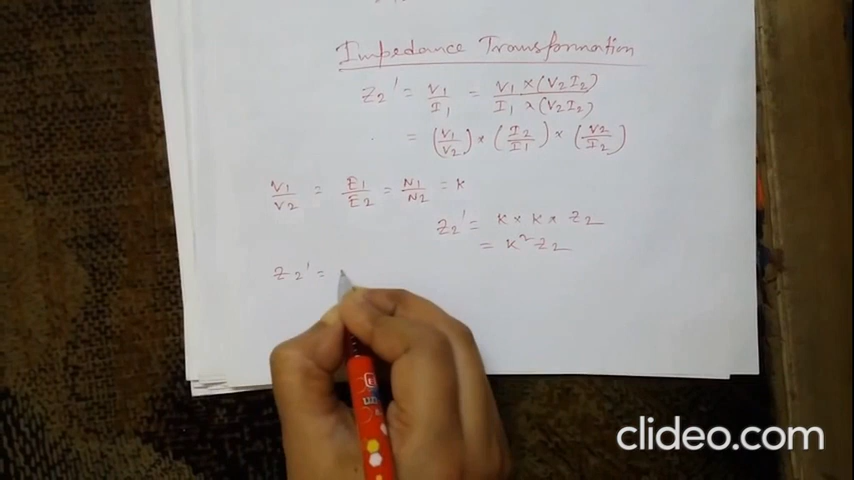 Impedance Transformation
Z2' = V1/I1 = V1 × (V2 I2)/I1 × (V2 I2)
= (V1/V2) × (I2/I1) × (V2/I2)
V1/V2 = E1/E2 = N1/N2 = K
Z2' = K × K × Z2
= K² Z2
Z2' =
clideo.com